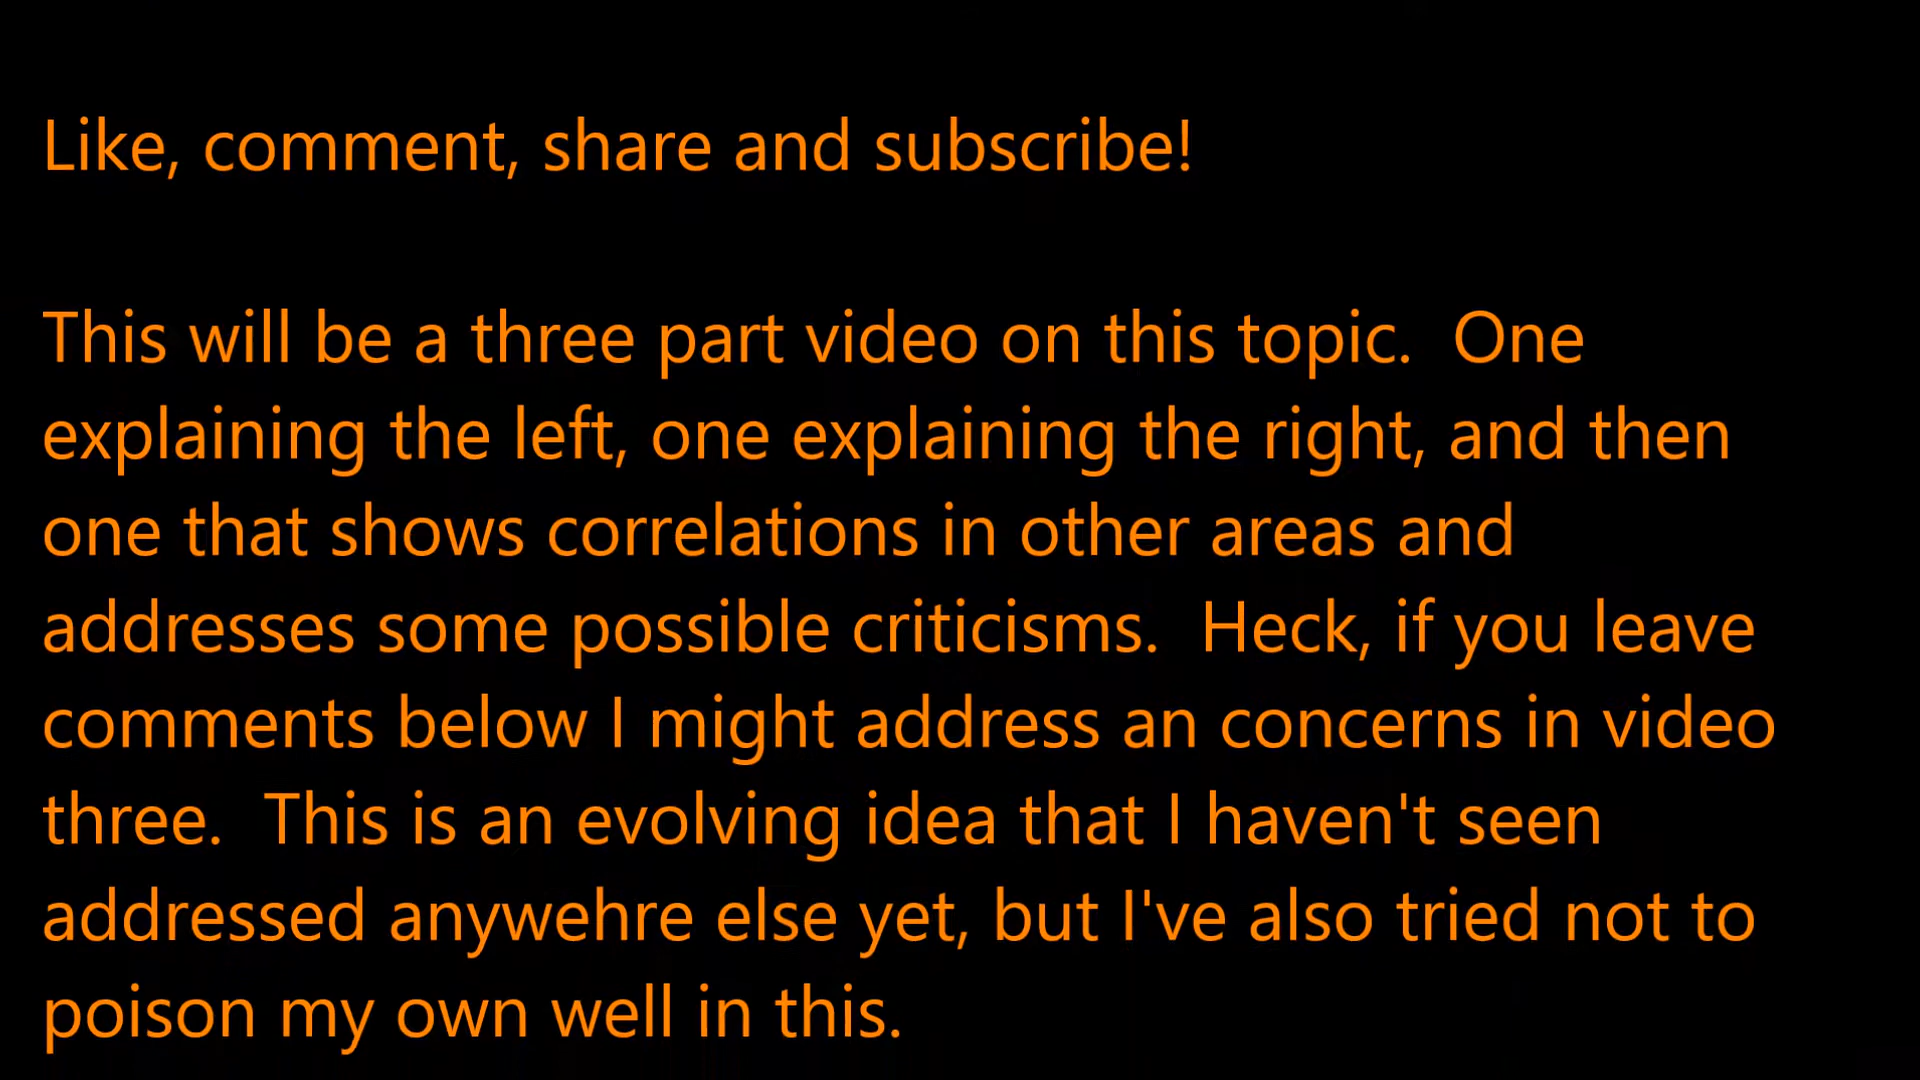 Like, comment, share and subscribe!
This will be a three part video on this topic.  One
explaining the left, one explaining the right, and then
one that shows correlations in other areas and
addresses some possible criticisms.  Heck, if you leave
comments below I might address an concerns in video
three.  This is an evolving idea that I haven't seen
addressed anywehre else yet, but I've also tried not to
poison my own well in this.